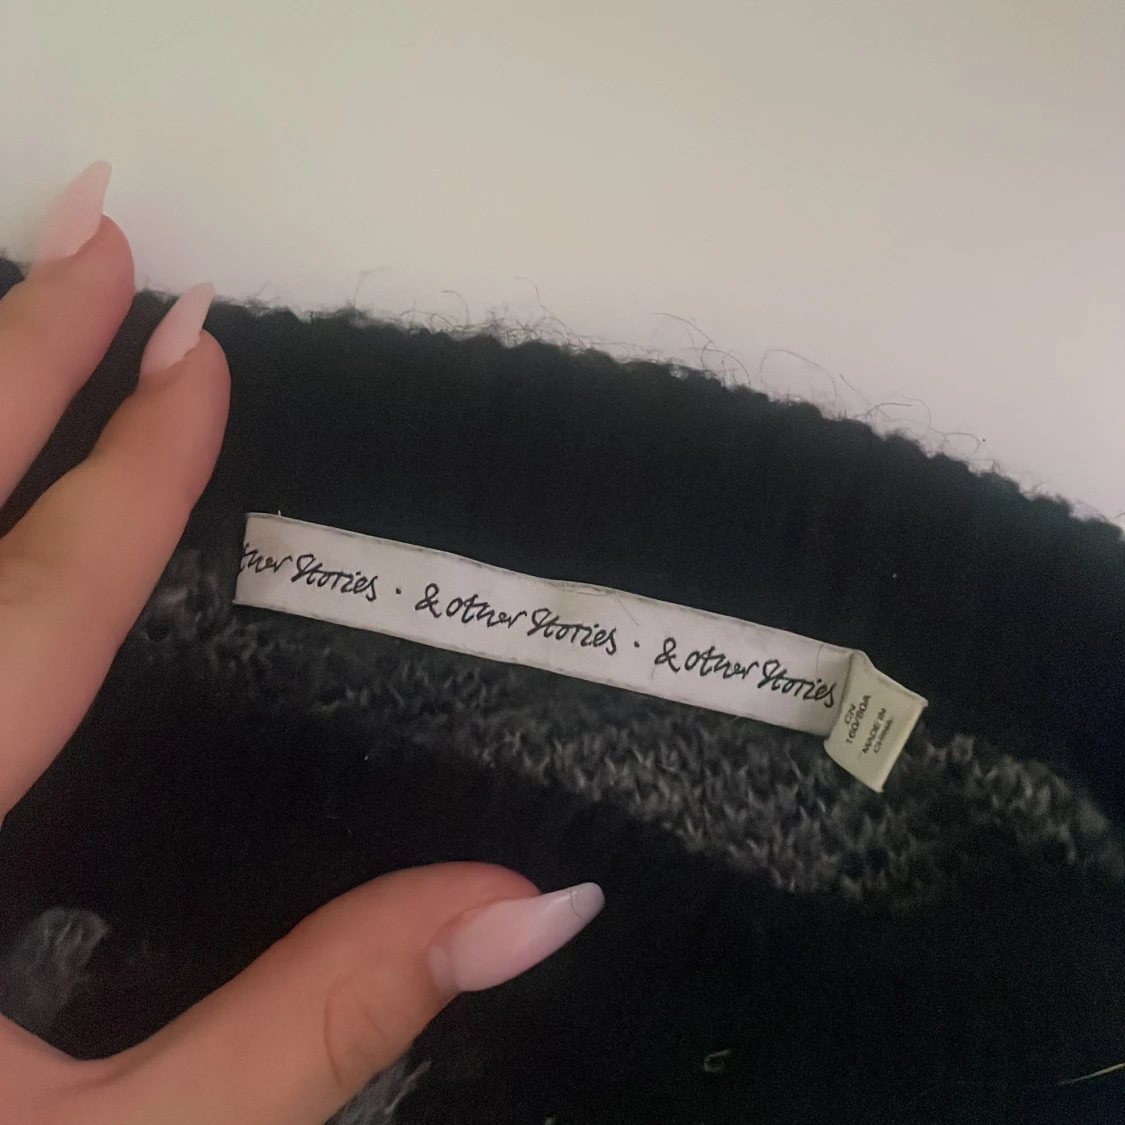 ther Stories · & other Stories · & other Stories
CN
160/80A
MADE IN
CHINA